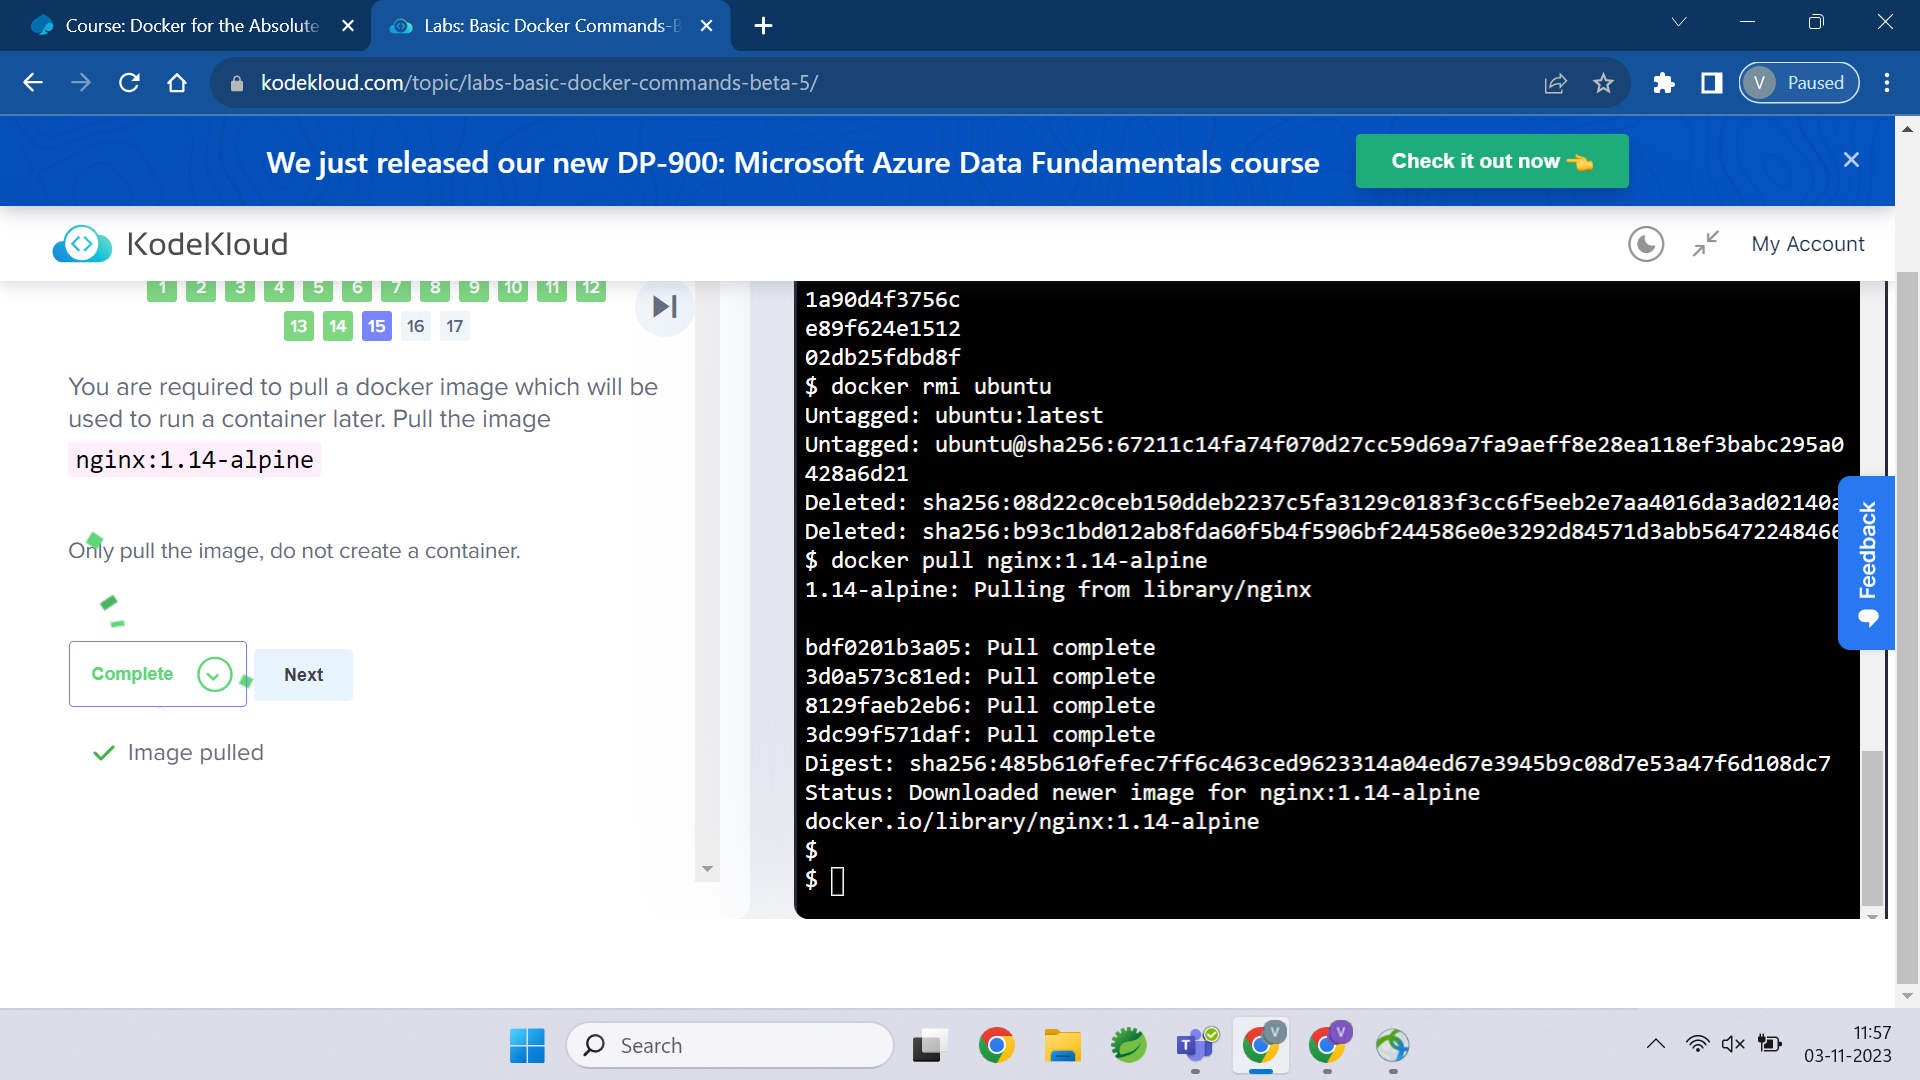 Course: Docker for the Absolute
Labs: Basic Docker Commands-B
kodekloud.com/topic/labs-basic-docker-commands-beta-5/
V Paused
We just released our new DP-900: Microsoft Azure Data Fundamentals course
Check it out now
KodeKloud
My Account
1 2 3 4 5 6 7 8 9 10 11 12
13 14 15 16 17
You are required to pull a docker image which will be
used to run a container later. Pull the image
nginx:1.14-alpine
Only pull the image, do not create a container.
Complete
Next
Image pulled
1a90d4f3756c
e89f624e1512
02db25fdbd8f
$ docker rmi ubuntu
Untagged: ubuntu:latest
Untagged: ubuntu@sha256:67211c14fa74f070d27cc59d69a7fa9aeff8e28ea118ef3babc295a0
428a6d21
Deleted: sha256:08d22c0ceb150ddeb2237c5fa3129c0183f3cc6f5eeb2e7aa4016da3ad02140a
Deleted: sha256:b93c1bd012ab8fda60f5b4f5906bf244586e0e3292d84571d3abb56472248466
$ docker pull nginx:1.14-alpine
1.14-alpine: Pulling from library/nginx
bdf0201b3a05: Pull complete
3d0a573c81ed: Pull complete
8129faeb2eb6: Pull complete
3dc99f571daf: Pull complete
Digest: sha256:485b610fefec7ff6c463ced9623314a04ed67e3945b9c08d7e53a47f6d108dc7
Status: Downloaded newer image for nginx:1.14-alpine
docker.io/library/nginx:1.14-alpine
$
$
Feedback
Search
T
V
V
11:57
03-11-2023